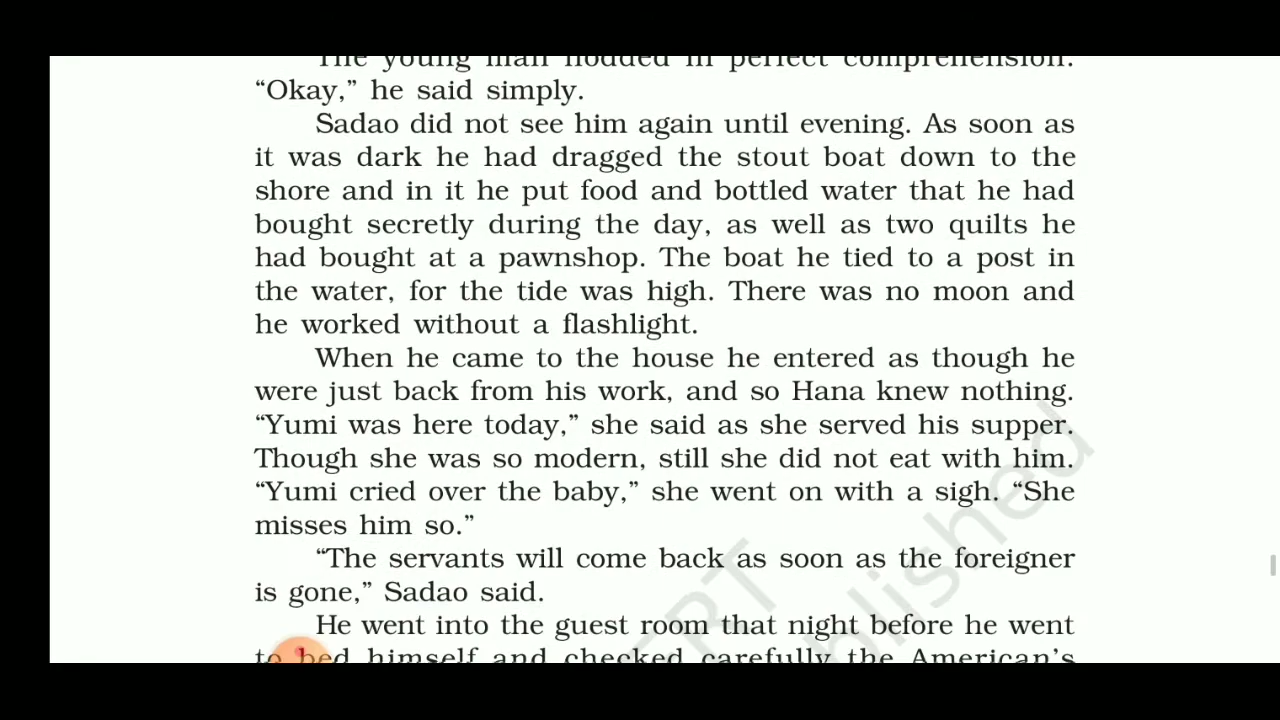 The young man nodded in perfect comprehension.
“Okay,” he said simply.
Sadao did not see him again until evening. As soon as
it was dark he had dragged the stout boat down to the
shore and in it he put food and bottled water that he had
bought secretly during the day, as well as two quilts he
had bought at a pawnshop. The boat he tied to a post in
the water, for the tide was high. There was no moon and
he worked without a flashlight.
When he came to the house he entered as though he
were just back from his work, and so Hana knew nothing.
“Yumi was here today,” she said as she served his supper.
Though she was so modern, still she did not eat with him.
“Yumi cried over the baby,” she went on with a sigh. “She
misses him so.”
“The servants will come back as soon as the foreigner
is gone,” Sadao said.
He went into the guest room that night before he went
to bed himself and checked carefully the American’s